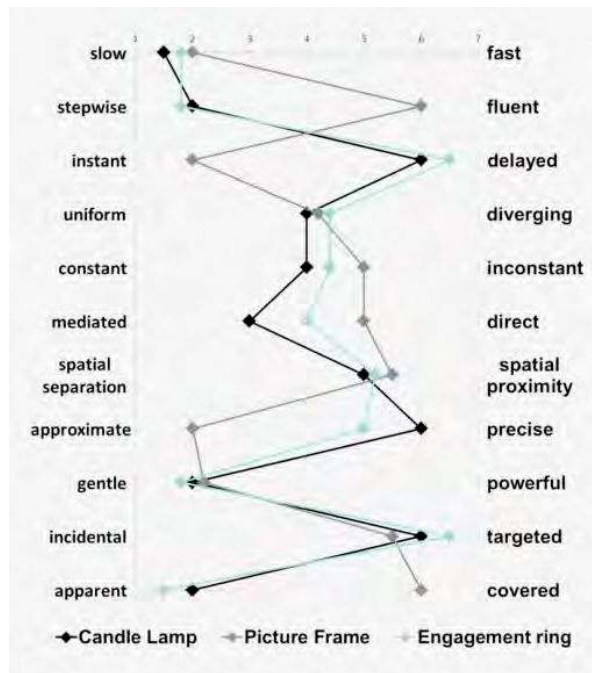 1 2 3 4 5 6 7
slow fast
stepwise fluent
instant delayed
uniform diverging
constant inconstant
mediated direct
spatial separation spatial proximity
approximate precise
gentle powerful
incidental targeted
apparent covered
Candle Lamp Picture Frame Engagement ring